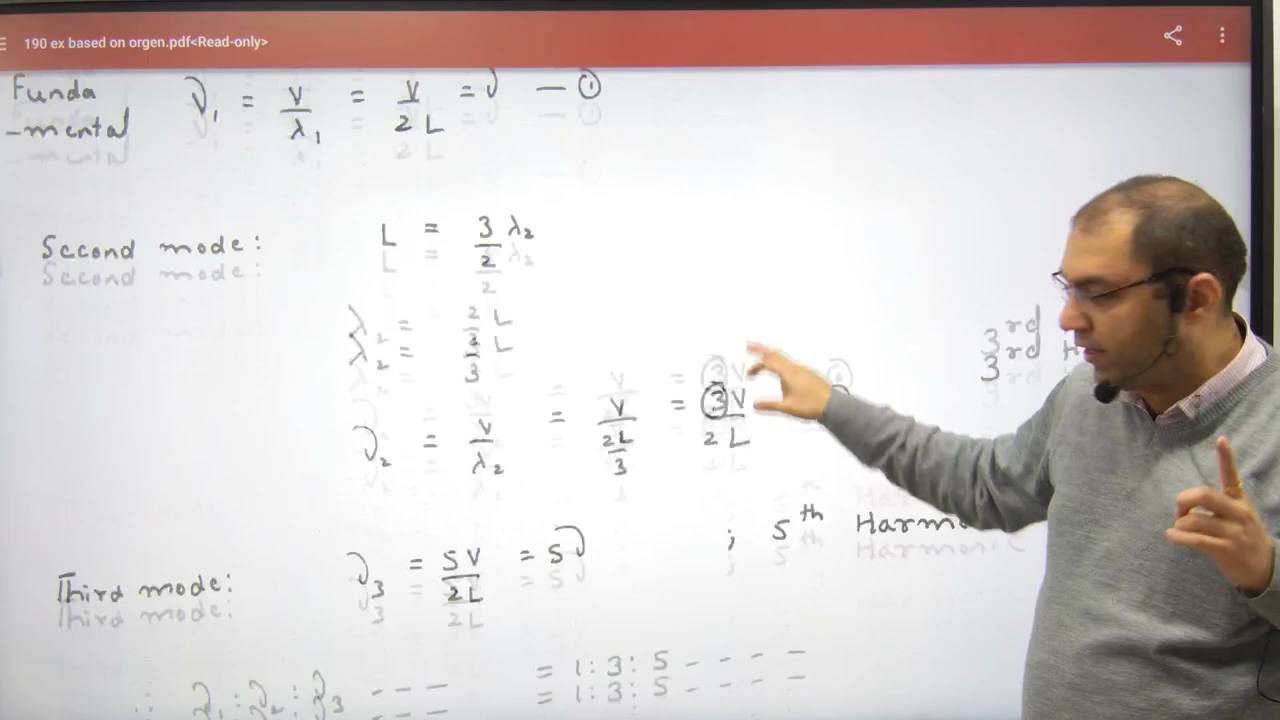 190 ex based on orgen.pdf<Read-only>
Funda
-mental ν₁ = V/λ₁ = V/2L = ν — ①
Second mode: L = 3/2 λ₂
λ₂ = 2/3 L
3rd
ν₂ = V/λ₂ = V/(2L/3) = 3V/2L
; 5th Harmonic
Third mode: ν₃ = 5V/2L = 5ν
∴ ν₁ : ν₂ : ν₃ - - - = 1 : 3 : 5 - - - -